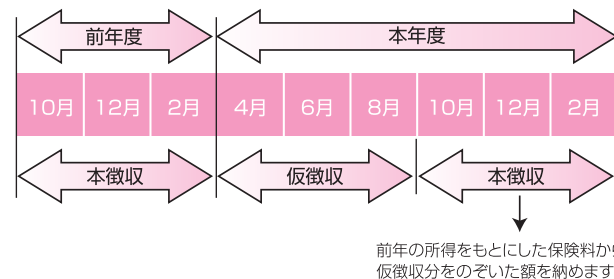 前年度 本年度
10月 12月 2月 4月 6月 8月 10月 12月 2月
本徴収 仮徴収 本徴収
前年の所得をもとにした保険料から
仮徴収分をのぞいた額を納めます